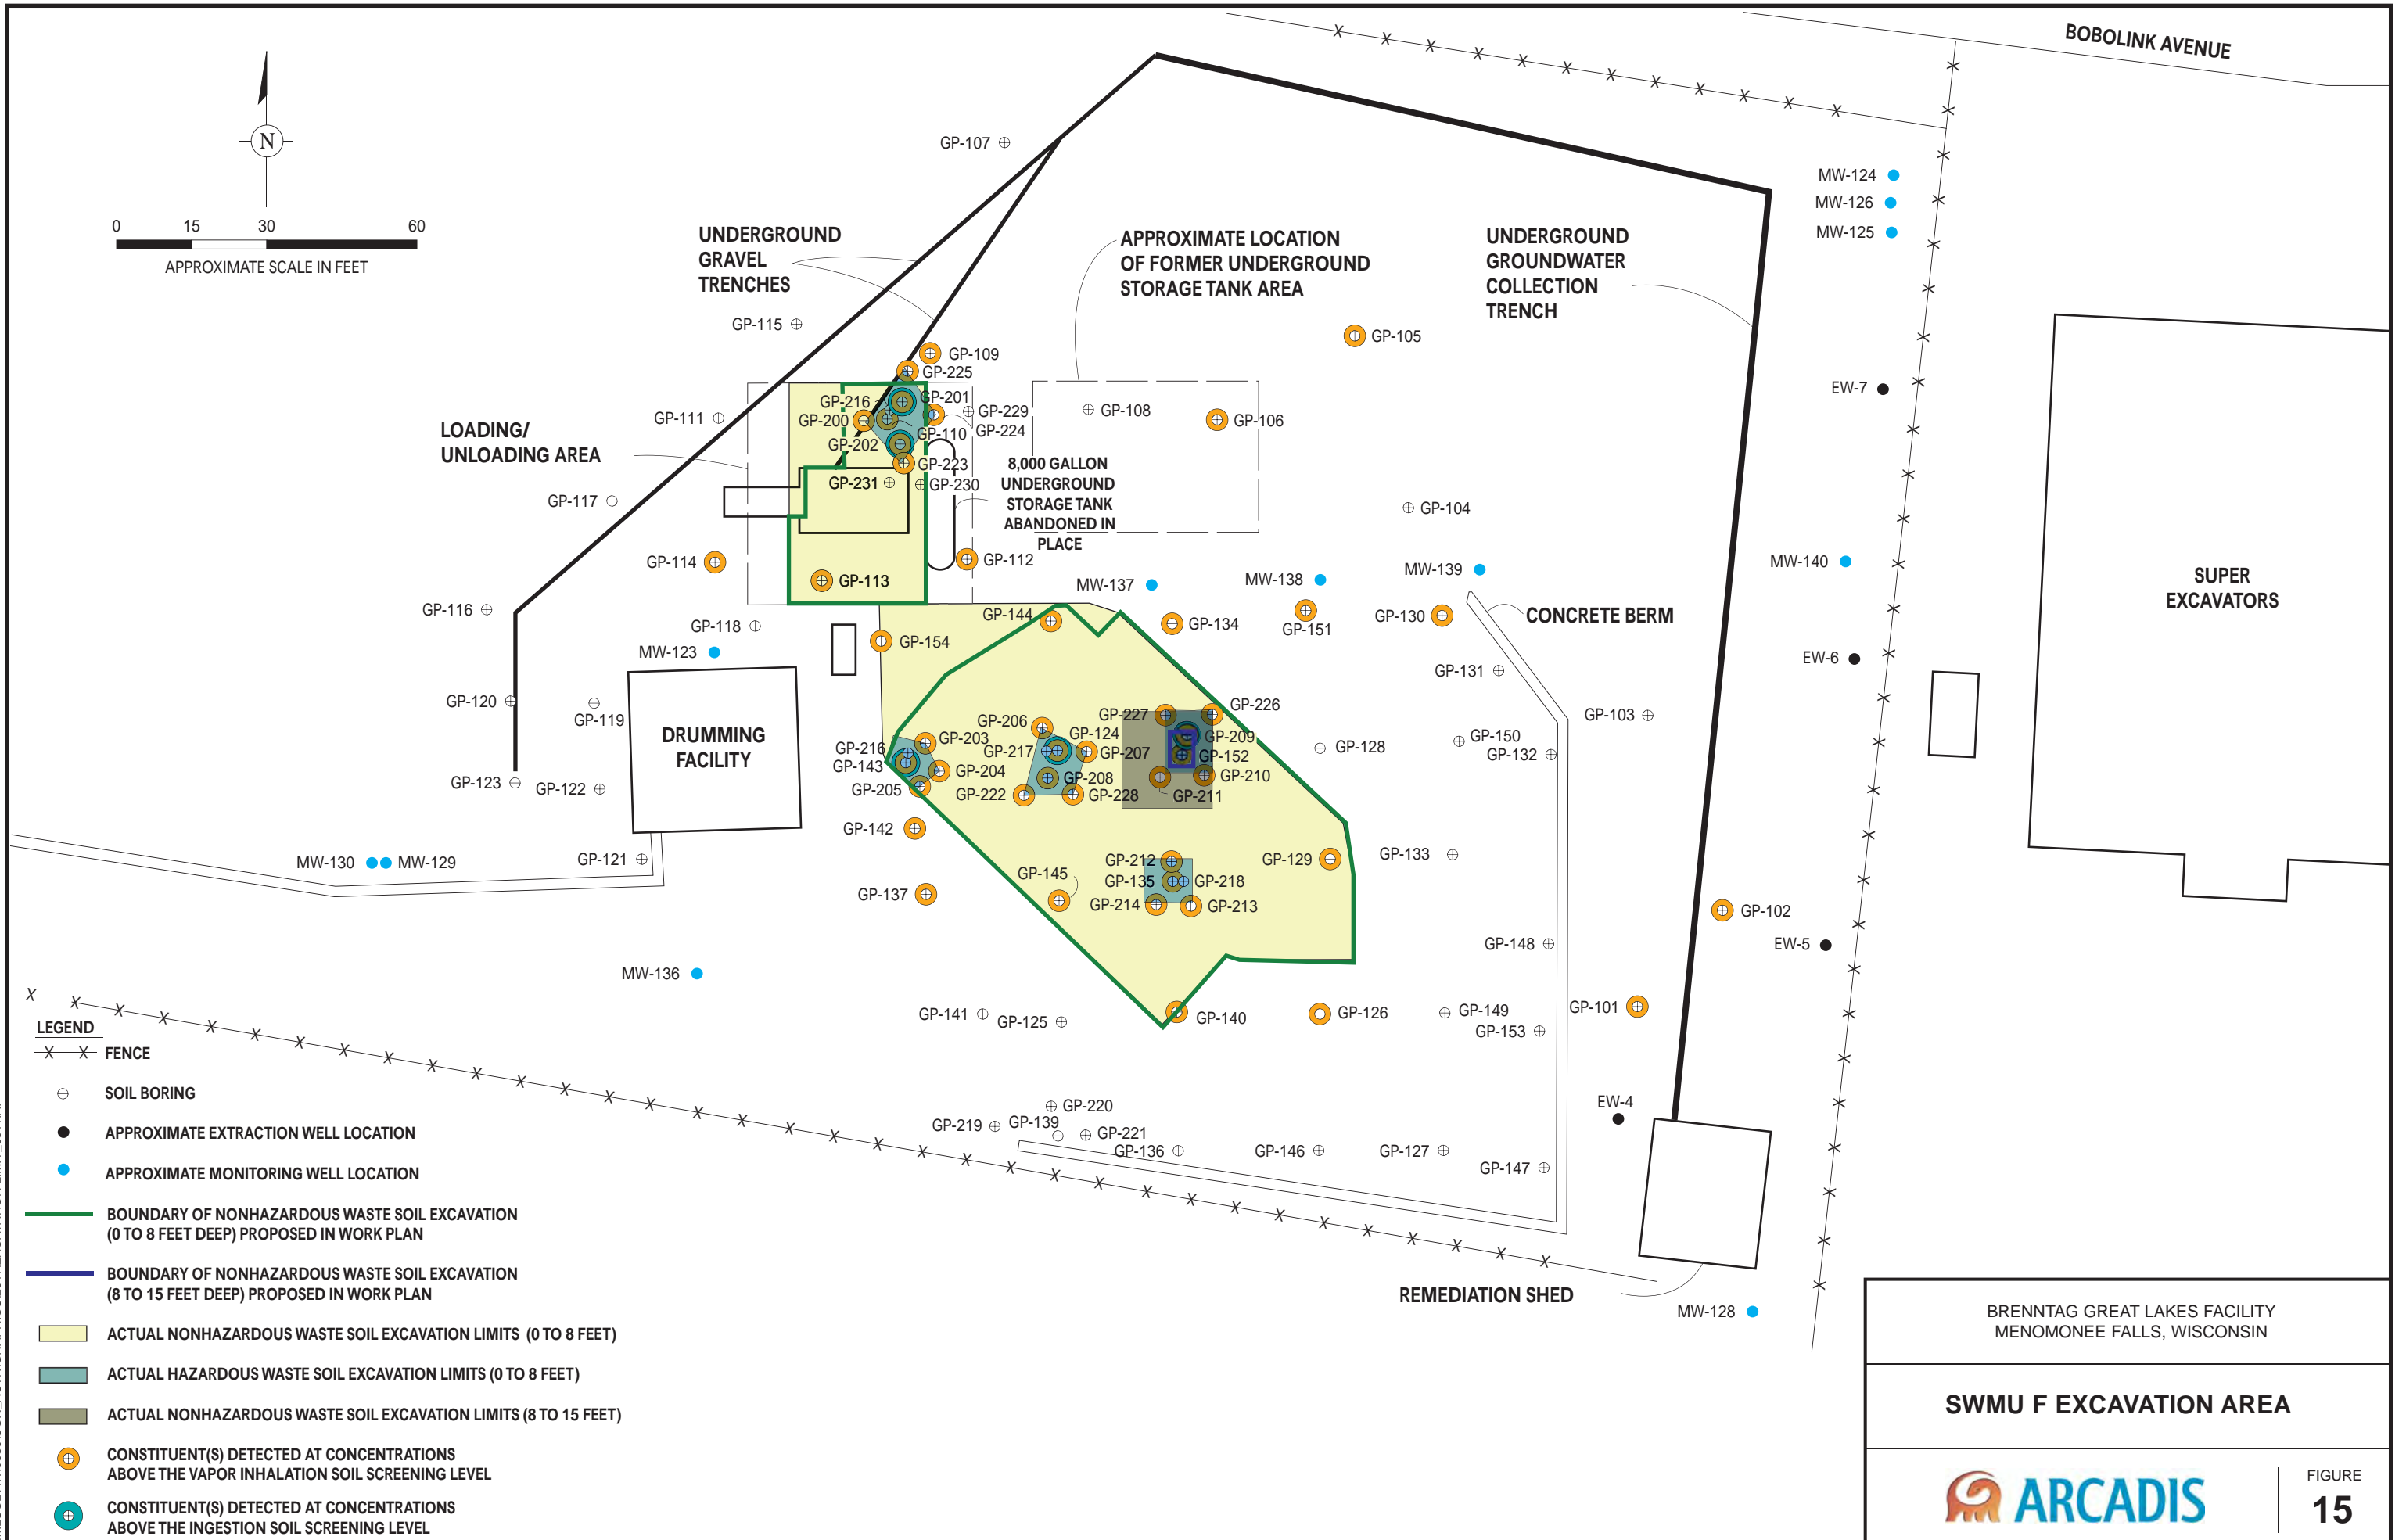 BOBOLINK AVENUE
N
0 15 30 60
APPROXIMATE SCALE IN FEET
GP-107
MW-124
MW-126
MW-125
UNDERGROUND
GRAVEL
TRENCHES
APPROXIMATE LOCATION
OF FORMER UNDERGROUND
STORAGE TANK AREA
UNDERGROUND
GROUNDWATER
COLLECTION
TRENCH
GP-115
GP-105
GP-109
GP-225
EW-7
GP-216
GP-201
GP-229
GP-108
GP-111
GP-200
GP-224
GP-106
GP-110
GP-202
LOADING/
UNLOADING AREA
GP-223
GP-231
GP-230
8,000 GALLON
UNDERGROUND
STORAGE TANK
ABANDONED IN
PLACE
GP-117
GP-104
GP-114
GP-112
GP-113
MW-137
MW-138
MW-139
MW-140
SUPER
EXCAVATORS
GP-116
GP-118
GP-144
GP-134
GP-151
GP-130
CONCRETE BERM
GP-154
MW-123
GP-131
EW-6
GP-120
GP-119
DRUMMING
FACILITY
GP-206
GP-227
GP-226
GP-103
GP-203
GP-124
GP-209
GP-150
GP-216
GP-217
GP-207
GP-152
GP-128
GP-132
GP-143
GP-204
GP-208
GP-210
GP-123
GP-122
GP-205
GP-222
GP-228
GP-211
GP-142
MW-130
MW-129
GP-121
GP-212
GP-129
GP-133
GP-145
GP-135
GP-218
GP-137
GP-214
GP-213
GP-102
GP-148
EW-5
MW-136
GP-141
GP-125
GP-140
GP-126
GP-149
GP-101
GP-153
GP-220
GP-219
GP-139
GP-221
GP-136
GP-146
GP-127
GP-147
EW-4
REMEDIATION SHED
MW-128
LEGEND
FENCE
SOIL BORING
APPROXIMATE EXTRACTION WELL LOCATION
APPROXIMATE MONITORING WELL LOCATION
BOUNDARY OF NONHAZARDOUS WASTE SOIL EXCAVATION
(0 TO 8 FEET DEEP) PROPOSED IN WORK PLAN
BOUNDARY OF NONHAZARDOUS WASTE SOIL EXCAVATION
(8 TO 15 FEET DEEP) PROPOSED IN WORK PLAN
ACTUAL NONHAZARDOUS WASTE SOIL EXCAVATION LIMITS (0 TO 8 FEET)
ACTUAL HAZARDOUS WASTE SOIL EXCAVATION LIMITS (0 TO 8 FEET)
ACTUAL NONHAZARDOUS WASTE SOIL EXCAVATION LIMITS (8 TO 15 FEET)
CONSTITUENT(S) DETECTED AT CONCENTRATIONS
ABOVE THE VAPOR INHALATION SOIL SCREENING LEVEL
CONSTITUENT(S) DETECTED AT CONCENTRATIONS
ABOVE THE INGESTION SOIL SCREENING LEVEL
BRENNTAG GREAT LAKES FACILITY
MENOMONEE FALLS, WISCONSIN
SWMU F EXCAVATION AREA
ARCADIS
FIGURE
15